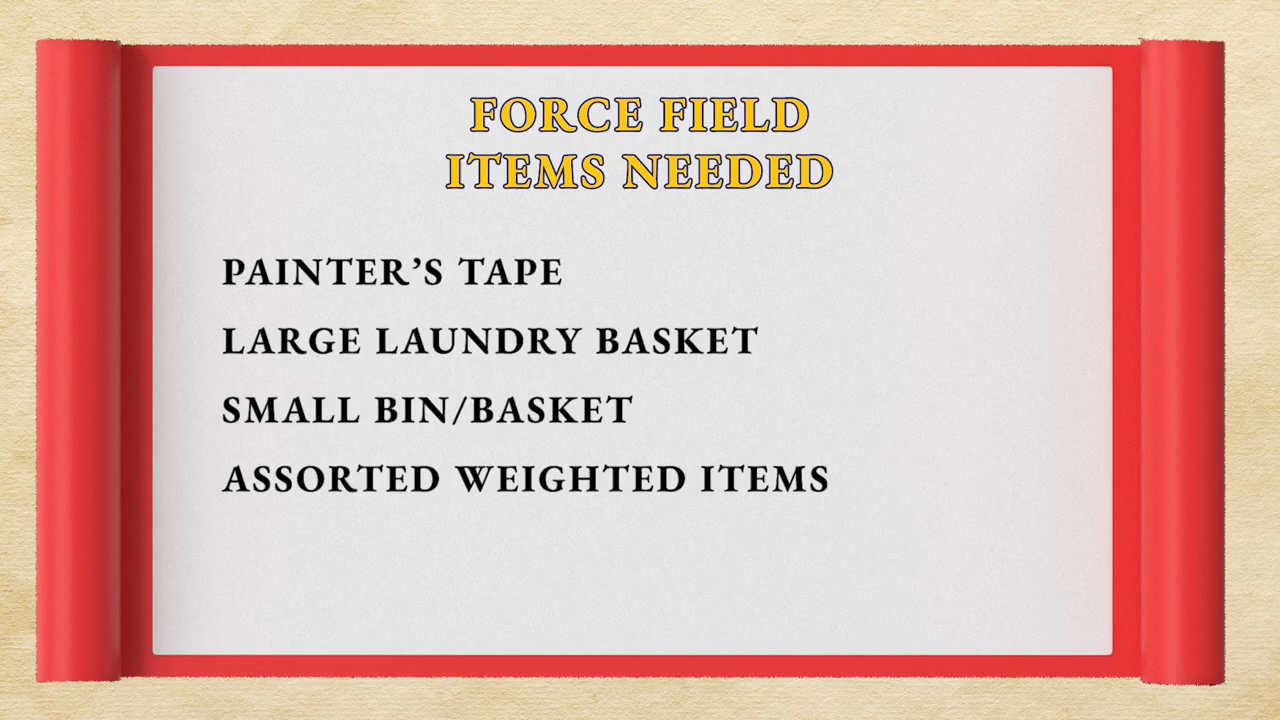 FORCE FIELD
ITEMS NEEDED
PAINTER’S TAPE
LARGE LAUNDRY BASKET
SMALL BIN/BASKET
ASSORTED WEIGHTED ITEMS